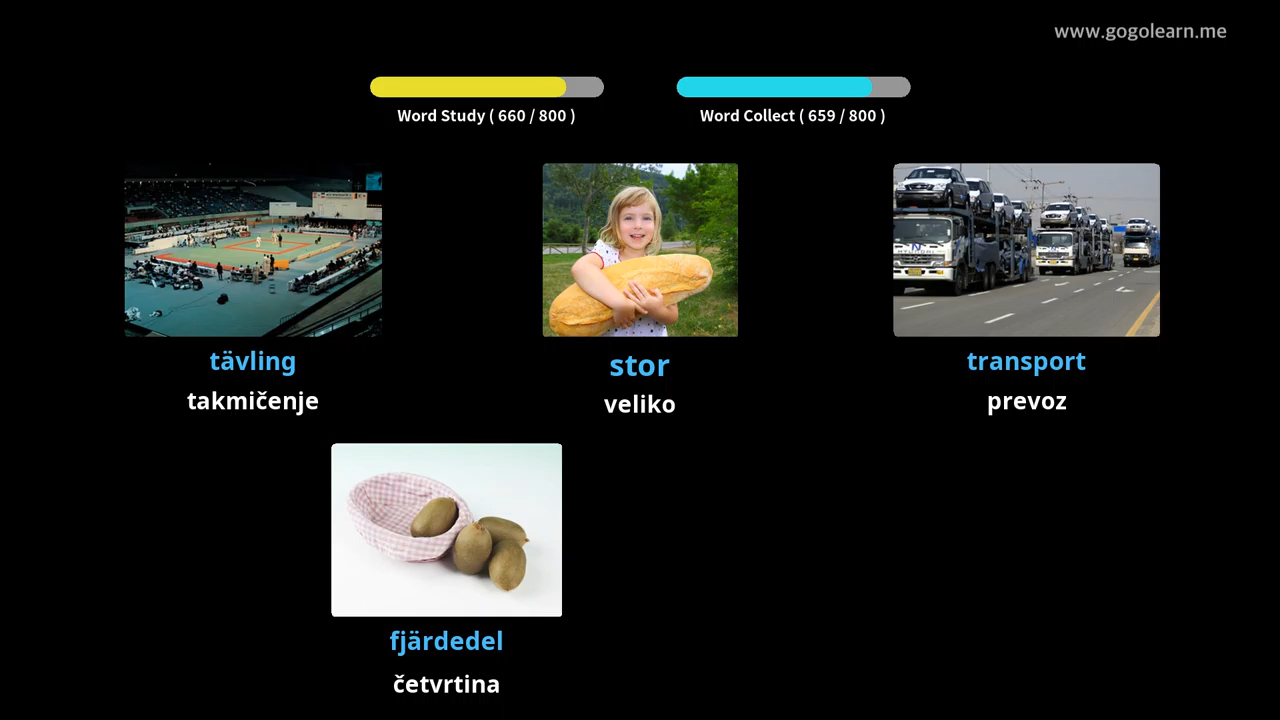 www.gogolearn.me
Word Study ( 660 / 800 )
Word Collect ( 659 / 800 )
tävling
stor
transport
takmičenje
veliko
prevoz
fjärdedel
četvrtina